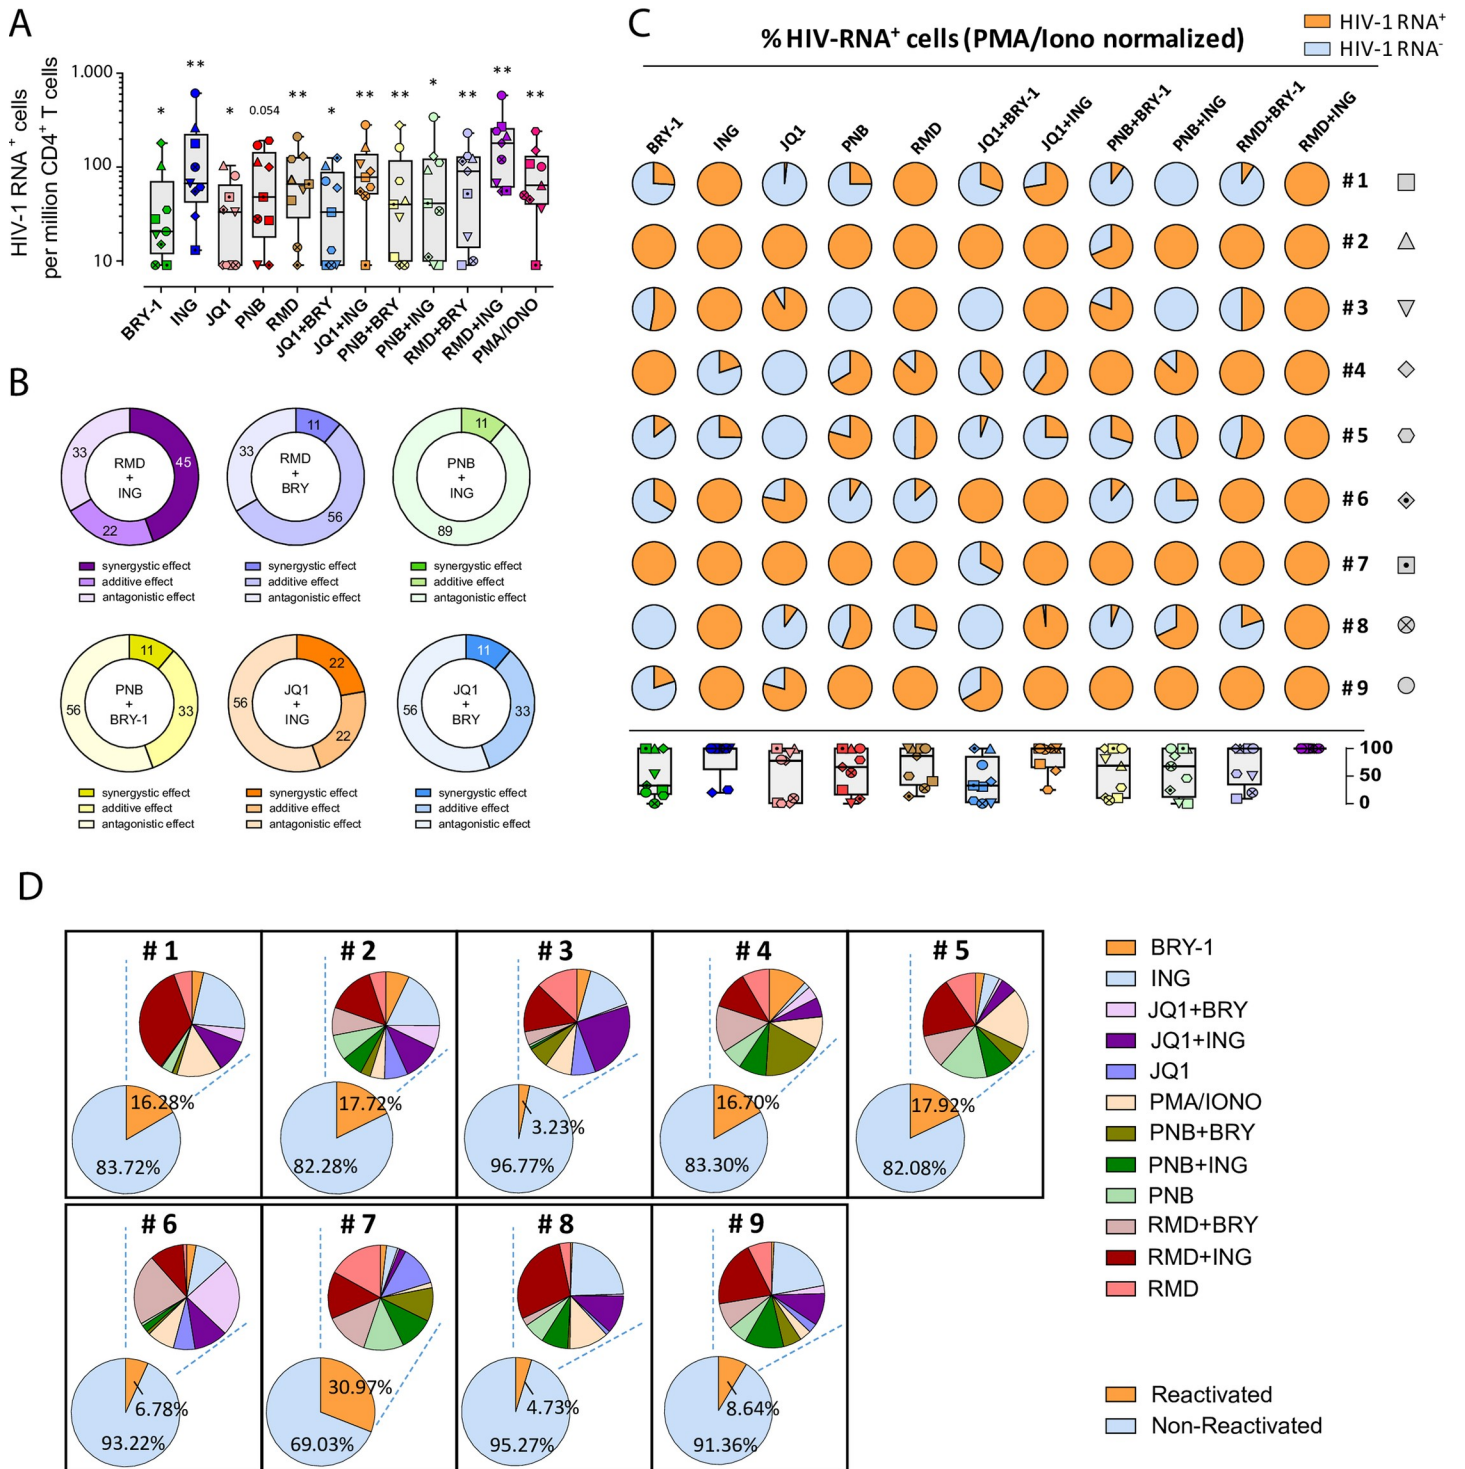 A
HIV-1 RNA + cells
per million CD4+ T cells
1.000
100
10
*
**
*
0.054
**
*
**
**
*
**
**
**
BRY-1
ING
JQ1
PNB
RMD
JQ1+BRY
JQ1+ING
PNB+BRY
PNB+ING
RMD+BRY
RMD+ING
PMA/IONO
B
RMD
+
ING
45
22
33
synergystic effect
additive effect
antagonistic effect
RMD
+
BRY
11
56
33
synergystic effect
additive effect
antagonistic effect
PNB
+
ING
11
89
synergystic effect
additive effect
antagonistic effect
PNB
+
BRY-1
11
33
56
synergystic effect
additive effect
antagonistic effect
JQ1
+
ING
22
22
56
synergystic effect
additive effect
antagonistic effect
JQ1
+
BRY
11
33
56
synergystic effect
additive effect
antagonistic effect
C
% HIV-RNA+ cells (PMA/Iono normalized)
HIV-1 RNA+
HIV-1 RNA-
BRY-1
ING
JQ1
PNB
RMD
JQ1+BRY-1
JQ1+ING
PNB+BRY-1
PNB+ING
RMD+BRY-1
RMD+ING
#1
#2
#3
#4
#5
#6
#7
#8
#9
100
50
0
D
# 1
16.28%
83.72%
# 2
17.72%
82.28%
# 3
3.23%
96.77%
# 4
16.70%
83.30%
# 5
17.92%
82.08%
# 6
6.78%
93.22%
# 7
30.97%
69.03%
# 8
4.73%
95.27%
# 9
8.64%
91.36%
BRY-1
ING
JQ1+BRY
JQ1+ING
JQ1
PMA/IONO
PNB+BRY
PNB+ING
PNB
RMD+BRY
RMD+ING
RMD
Reactivated
Non-Reactivated